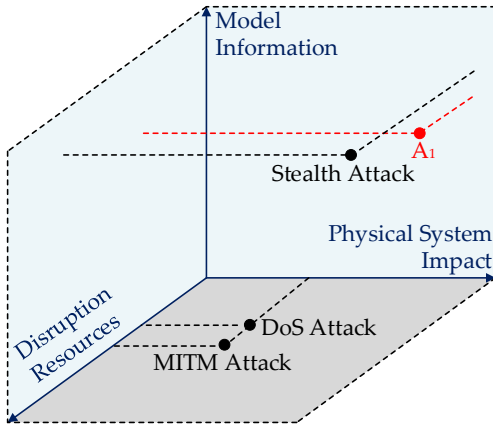 Model
Information
A1
Stealth Attack
Physical System
Impact
Disruption
Resources
DoS Attack
MITM Attack